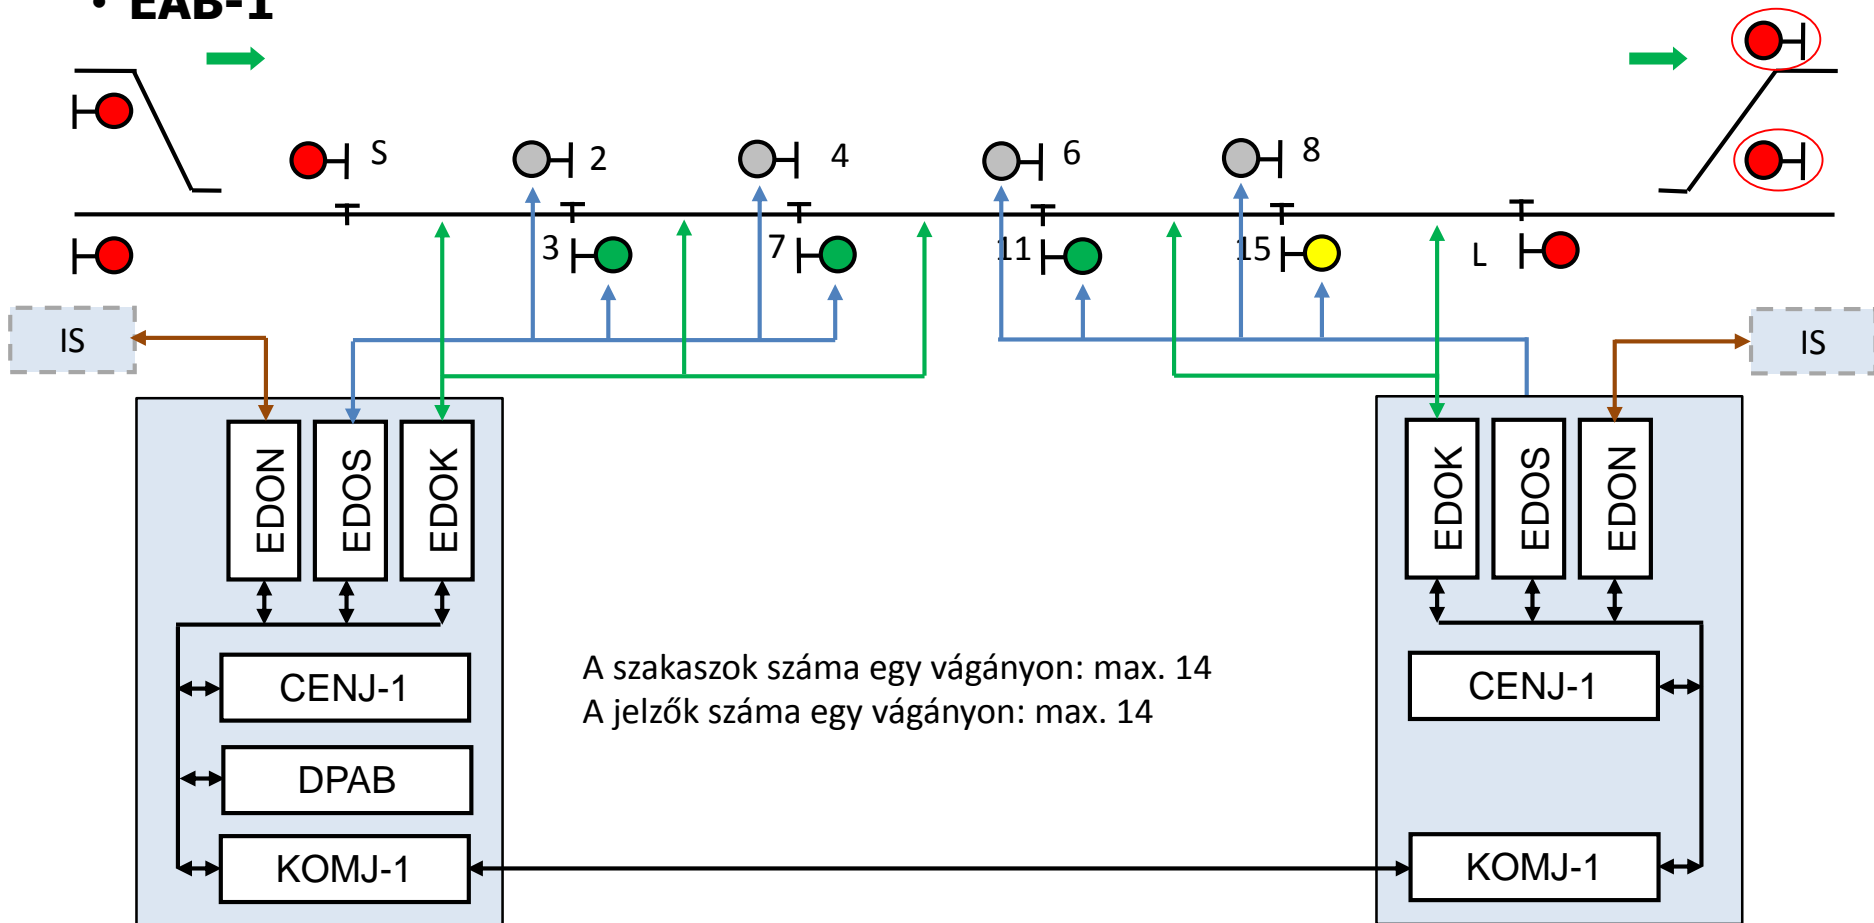 • EAB-1
S
2
4
6
8
3
7
11
15
L
IS
IS
EDON
EDOS
EDOK
EDOK
EDOS
EDON
CENJ-1
CENJ-1
A szakaszok száma egy vágányon: max. 14
A jelzők száma egy vágányon: max. 14
DPAB
KOMJ-1
KOMJ-1